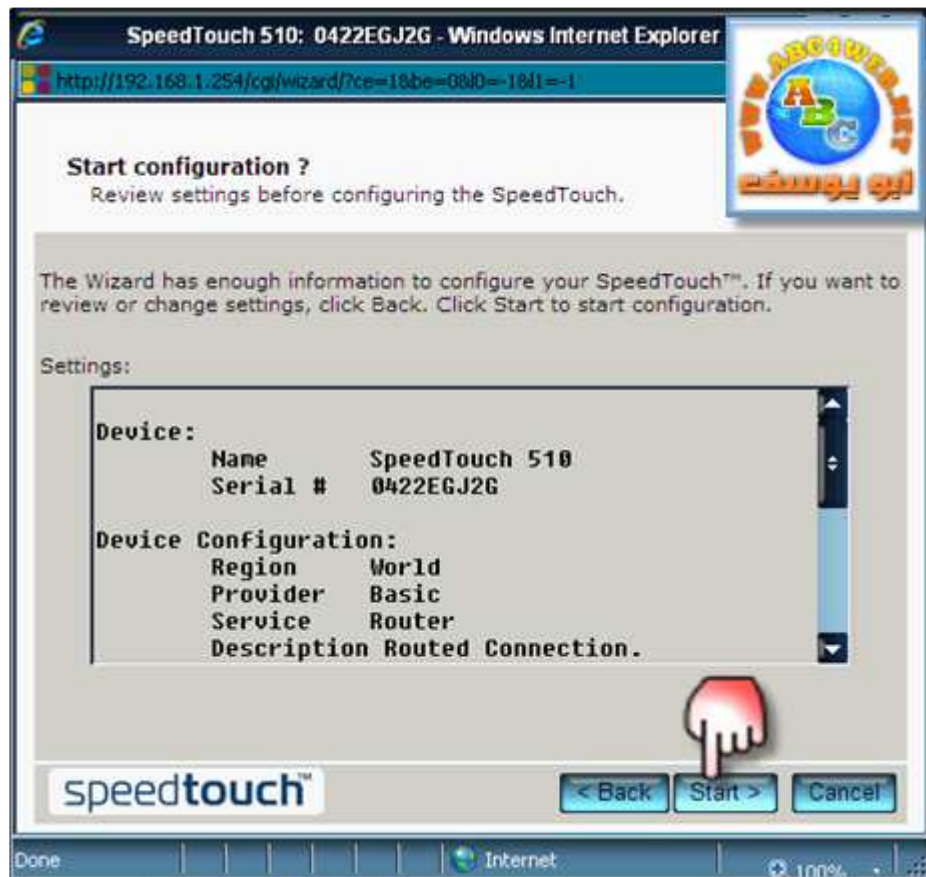 SpeedTouch 510: 0422EGJ2G - Windows Internet Explorer
http://192.168.1.254/cgi/wizard/?ce=1&be=0&l0=-1&l1=-1
WWW.ABC4WEB.NET
ABC
ابو يوسف
Start configuration ?
Review settings before configuring the SpeedTouch.
The Wizard has enough information to configure your SpeedTouch™. If you want to
review or change settings, click Back. Click Start to start configuration.
Settings:
Device:
Name SpeedTouch 510
Serial # 0422EGJ2G
Device Configuration:
Region World
Provider Basic
Service Router
Description Routed Connection.
speedtouch™
< Back Start > Cancel
Done Internet 100%